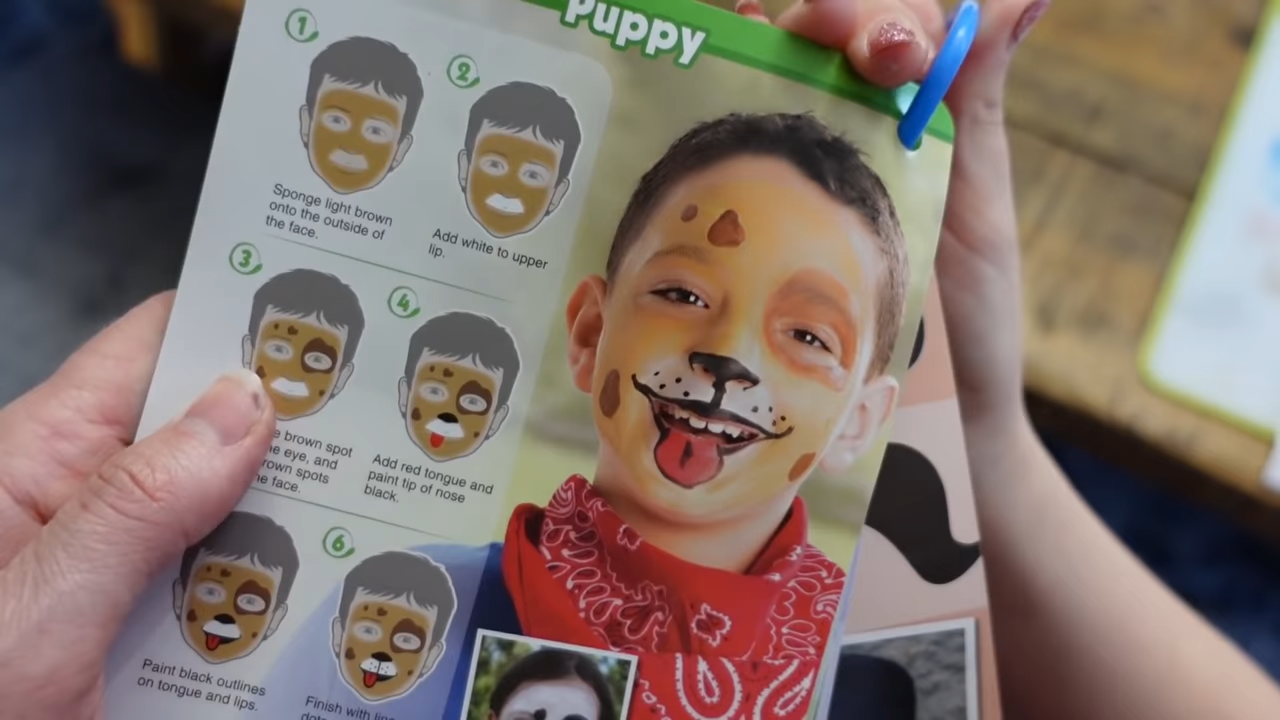 Puppy
1
Sponge light brown
onto the outside of
the face.
2
Add white to upper
lip.
3
brown spot
eye, and
spots
face.
4
Add red tongue and
paint tip of nose
black.
Paint black outlines
on tongue and lips.
6
Finish with